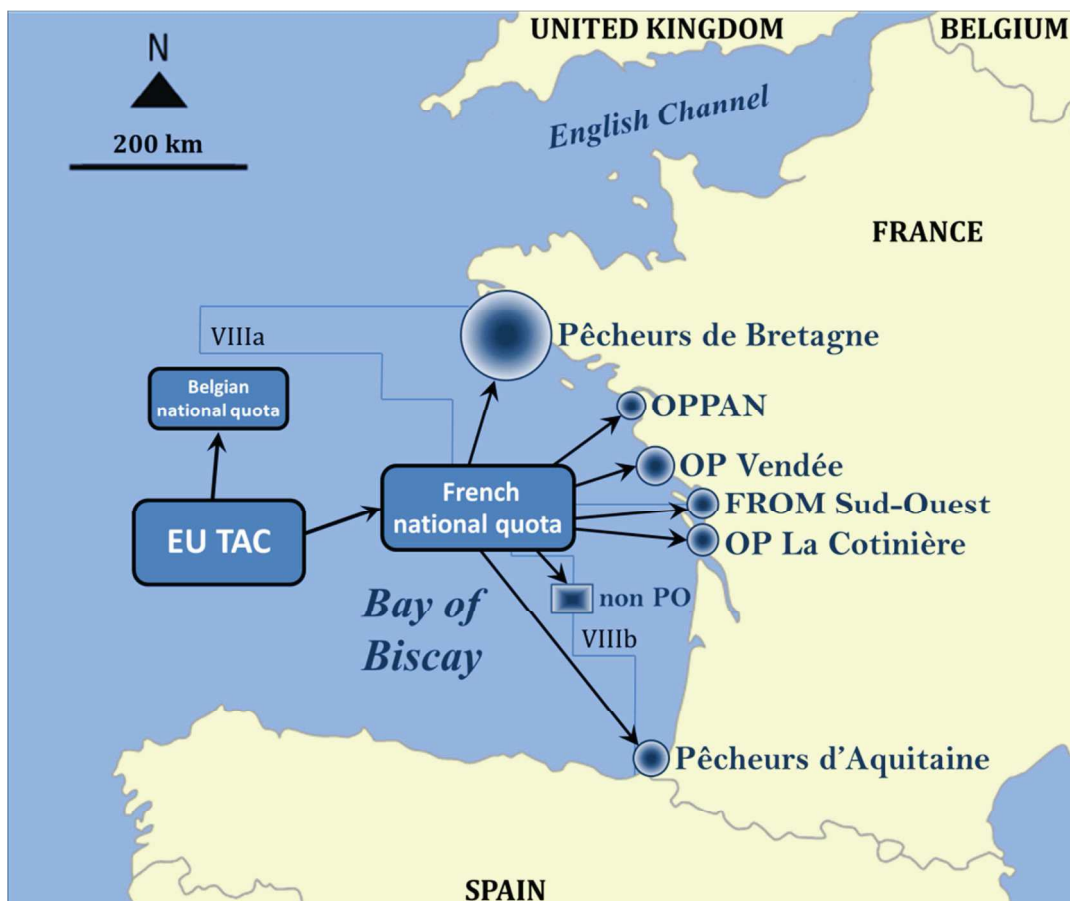 UNITED KINGDOM
BELGIUM
N
English Channel
200 km
FRANCE
VIIIa
Pêcheurs de Bretagne
Belgian
national quota
OPPAN
OP Vendée
French
national quota
FROM Sud-Ouest
EU TAC
OP La Cotinière
Bay of
Biscay
non PO
VIIIb
Pêcheurs d’Aquitaine
SPAIN